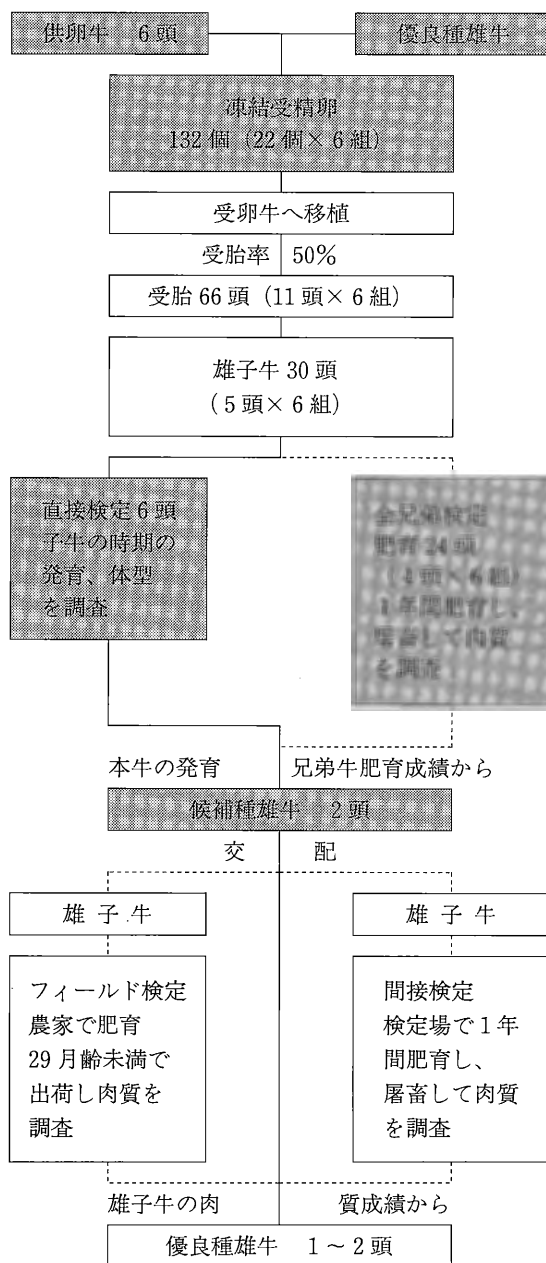 供卵牛 6頭
優良種雄牛
凍結受精卵
132個（22個×6組）
受卵牛へ移植
受胎率 50％
受胎66頭（11頭×6組）
雄子牛30頭
（5頭×6組）
直接検定6頭
子牛の時期の
発育、体型
を調査
本牛の発育 兄弟牛肥育成績から
候補種雄牛 2頭
交 配
雄子牛
雄子牛
フィールド検定
農家で肥育
29月齢未満で
出荷し肉質を
調査
間接検定
検定場で1年
間肥育し、
屠畜して肉質
を調査
雄子牛の肉 質成績から
優良種雄牛 1～2頭